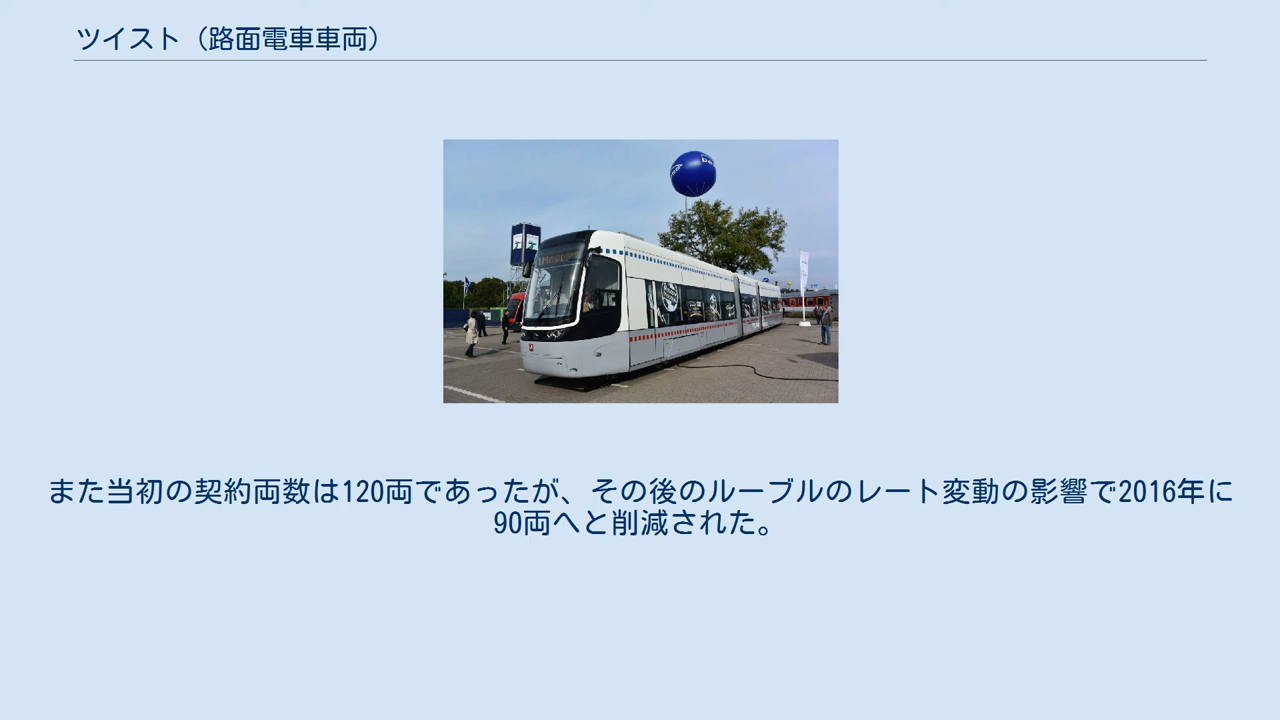 ツイスト（路面電車車両）
また当初の契約両数は120両であったが、その後のルーブルのレート変動の影響で2016年に
90両へと削減された。